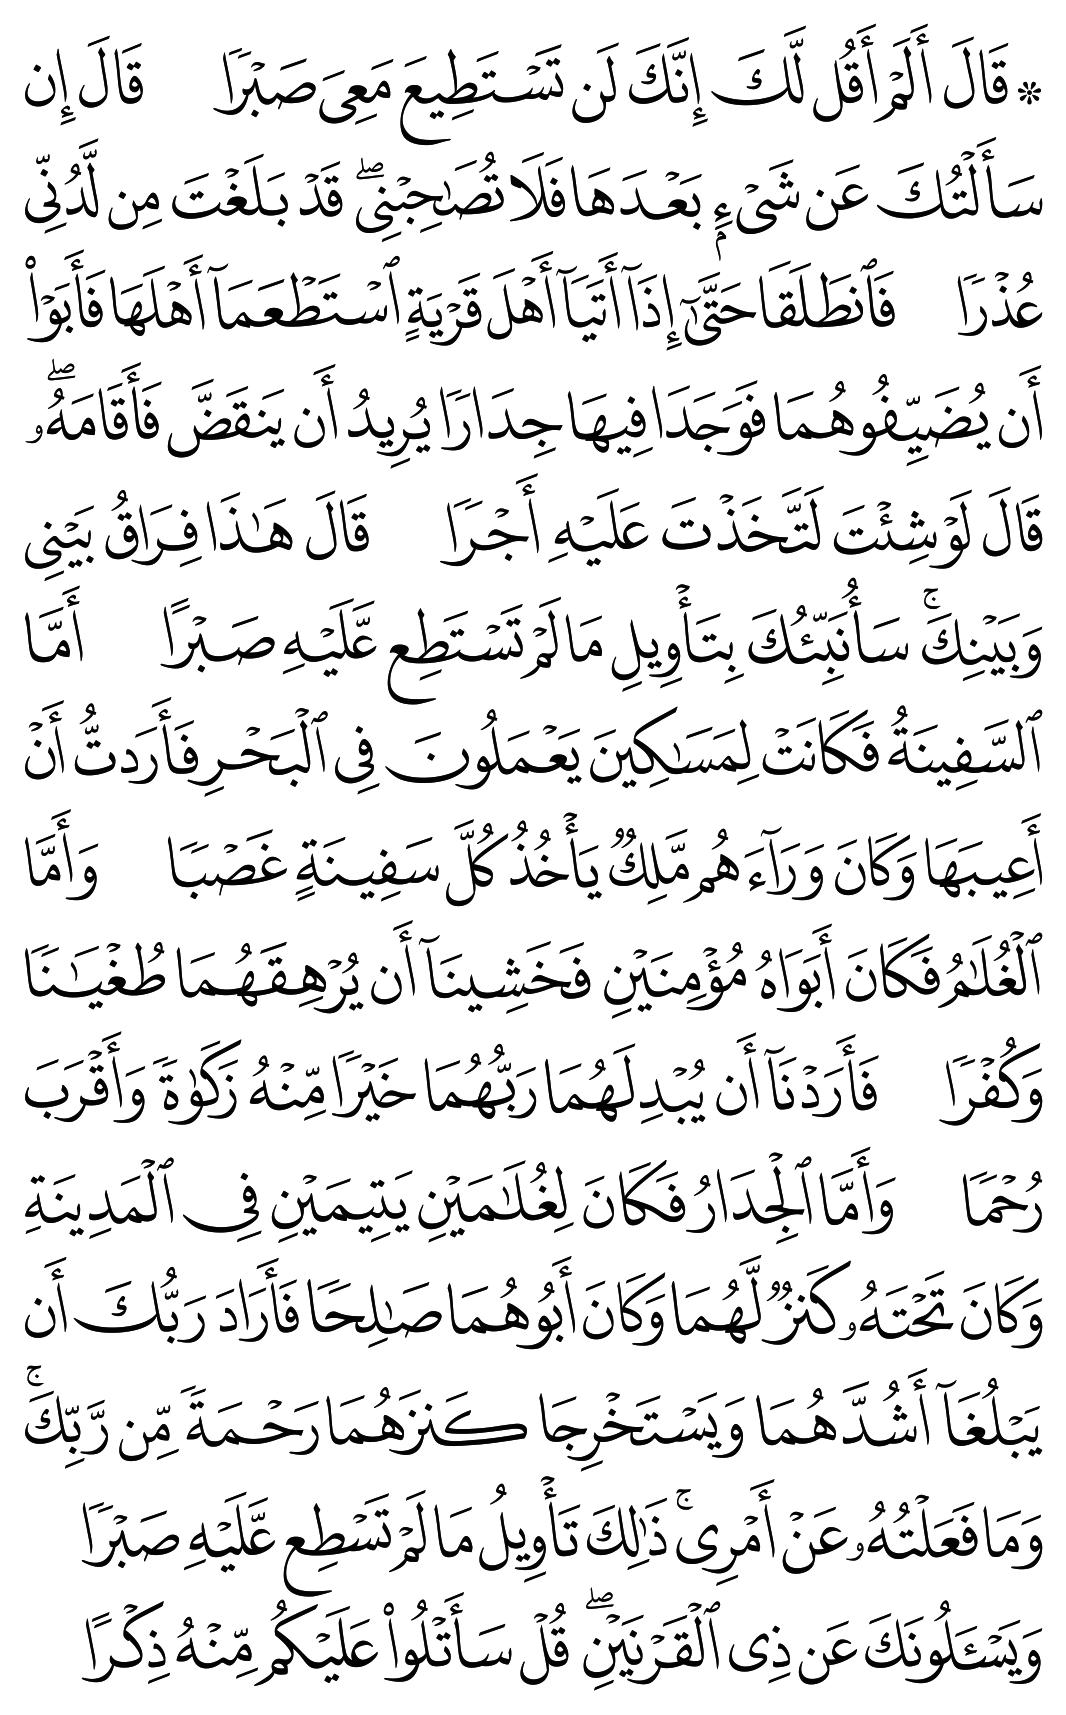 ۞ قَالَ أَلَمۡ أَقُل لَّكَ إِنَّكَ لَن تَسۡتَطِيعَ مَعِيَ صَبۡرٗا قَالَ إِن
سَأَلۡتُكَ عَن شَيۡءِۭ بَعۡدَهَا فَلَا تُصَٰحِبۡنِيۖ قَدۡ بَلَغۡتَ مِن لَّدُنِّي
عُذۡرٗا فَٱنطَلَقَا حَتَّىٰٓ إِذَآ أَتَيَآ أَهۡلَ قَرۡيَةٍ ٱسۡتَطۡعَمَآ أَهۡلَهَا فَأَبَوۡاْ
أَن يُضَيِّفُوهُمَا فَوَجَدَا فِيهَا جِدَارٗا يُرِيدُ أَن يَنقَضَّ فَأَقَامَهُۥۖ
قَالَ لَوۡ شِئۡتَ لَتَّخَذۡتَ عَلَيۡهِ أَجۡرٗا قَالَ هَٰذَا فِرَاقُ بَيۡنِي
وَبَيۡنِكَۚ سَأُنَبِّئُكَ بِتَأۡوِيلِ مَا لَمۡ تَسۡتَطِع عَّلَيۡهِ صَبۡرًا أَمَّا
ٱلسَّفِينَةُ فَكَانَتۡ لِمَسَٰكِينَ يَعۡمَلُونَ فِي ٱلۡبَحۡرِ فَأَرَدتُّ أَنۡ
أَعِيبَهَا وَكَانَ وَرَآءَهُم مَّلِكٞ يَأۡخُذُ كُلَّ سَفِينَةٍ غَصۡبٗا وَأَمَّا
ٱلۡغُلَٰمُ فَكَانَ أَبَوَاهُ مُؤۡمِنَيۡنِ فَخَشِينَآ أَن يُرۡهِقَهُمَا طُغۡيَٰنٗا
وَكُفۡرٗا فَأَرَدۡنَآ أَن يُبۡدِلَهُمَا رَبُّهُمَا خَيۡرٗا مِّنۡهُ زَكَوٰةٗ وَأَقۡرَبَ
رُحۡمٗا وَأَمَّا ٱلۡجِدَارُ فَكَانَ لِغُلَٰمَيۡنِ يَتِيمَيۡنِ فِي ٱلۡمَدِينَةِ
وَكَانَ تَحۡتَهُۥ كَنزٞ لَّهُمَا وَكَانَ أَبُوهُمَا صَٰلِحٗا فَأَرَادَ رَبُّكَ أَن
يَبۡلُغَآ أَشُدَّهُمَا وَيَسۡتَخۡرِجَا كَنزَهُمَا رَحۡمَةٗ مِّن رَّبِّكَۚ
وَمَا فَعَلۡتُهُۥ عَنۡ أَمۡرِيۚ ذَٰلِكَ تَأۡوِيلُ مَا لَمۡ تَسۡطِع عَّلَيۡهِ صَبۡرٗا
وَيَسۡـَٔلُونَكَ عَن ذِي ٱلۡقَرۡنَيۡنِۖ قُلۡ سَأَتۡلُواْ عَلَيۡكُم مِّنۡهُ ذِكۡرًا